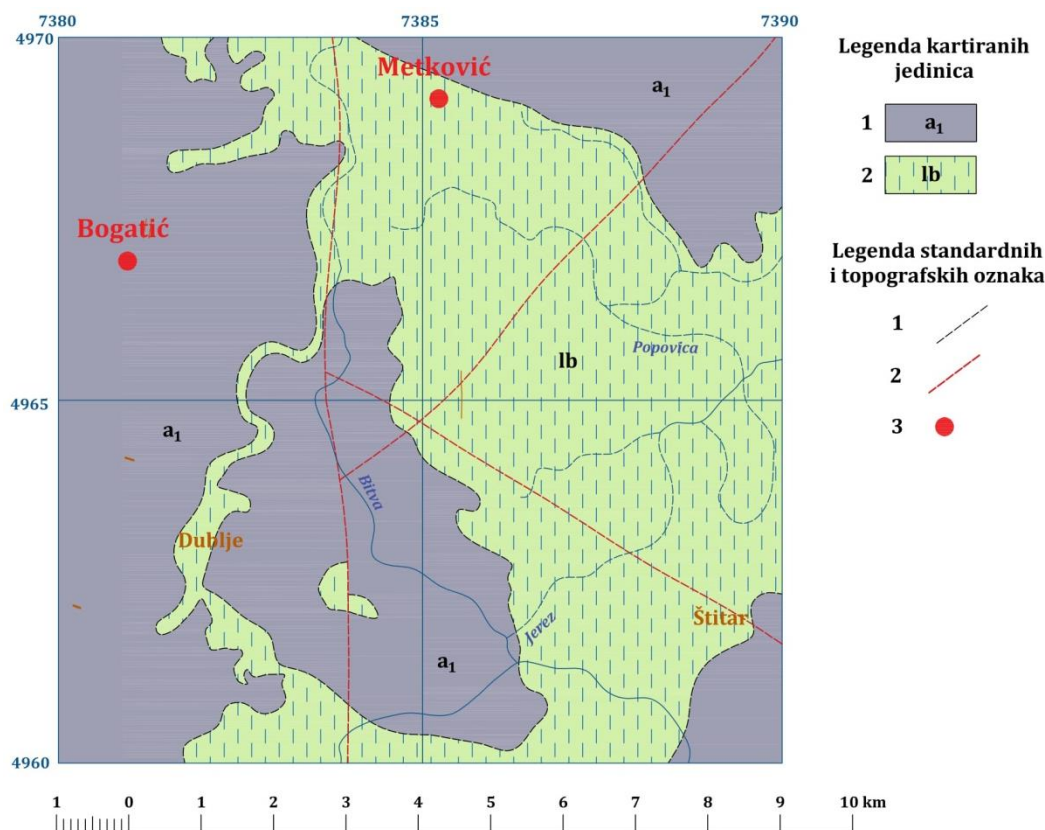 7380
7385
7390
4970
Metković
a1
Bogatić
Popovica
lb
4965
a1
Bitva
Dublje
Štitar
Jerez
a1
4960
1 0 1 2 3 4 5 6 7 8 9 10 km
Legenda kartiranih
jedinica
1 a1
2 lb
Legenda standardnih
i topografskih oznaka
1
2
3